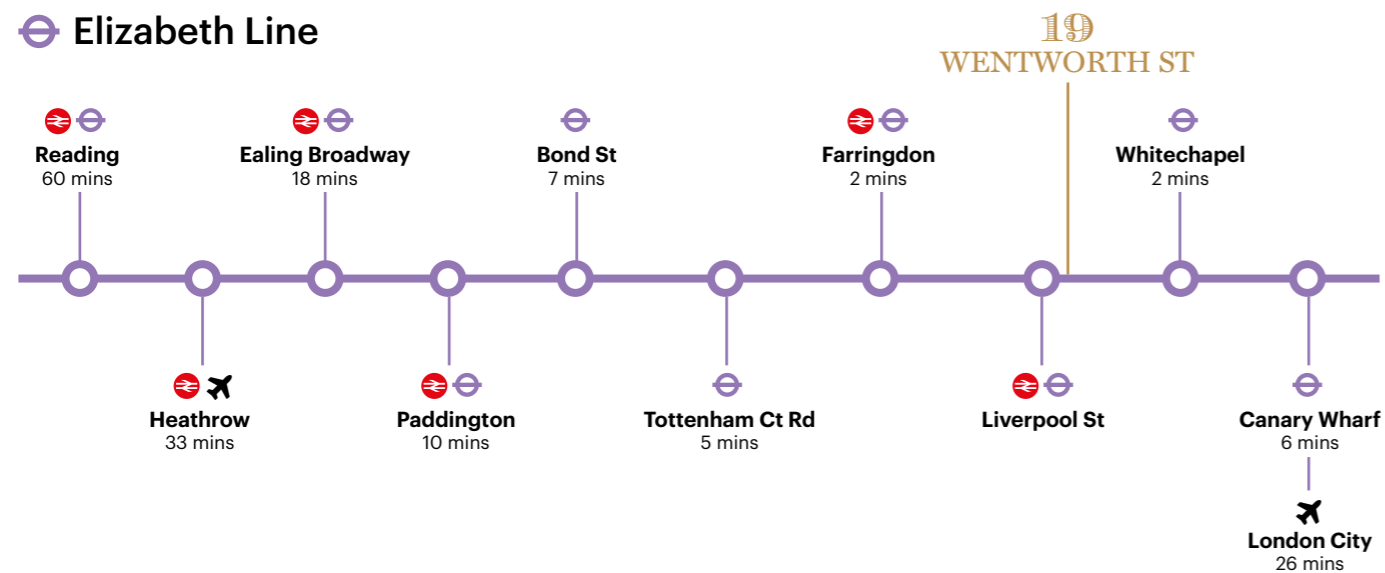 Elizabeth Line
19
WENTWORTH ST
Reading
60 mins
Ealing Broadway
18 mins
Bond St
7 mins
Farringdon
2 mins
Whitechapel
2 mins
Heathrow
33 mins
Paddington
10 mins
Tottenham Ct Rd
5 mins
Liverpool St
Canary Wharf
6 mins
London City
26 mins